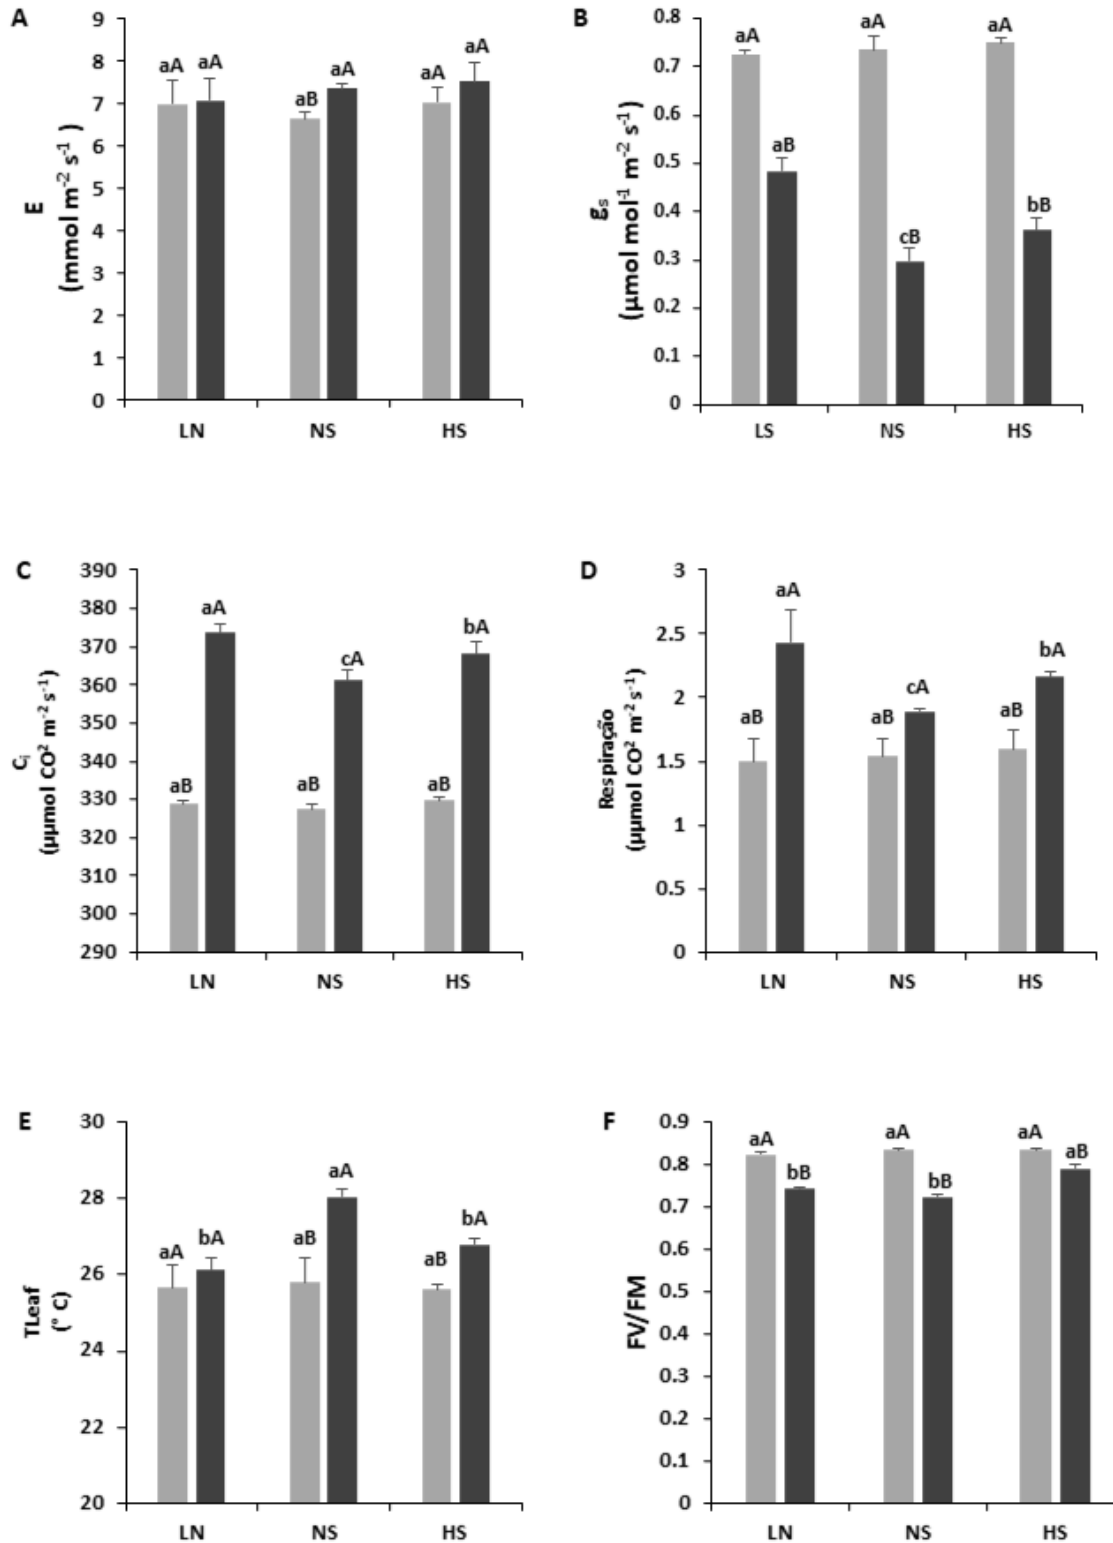 A
9
8
7
6
5
4
3
2
1
0
E
(mmol m⁻² s⁻¹ )
aA aA
aB aA
aA aA
LN NS HS
B
0.8
0.7
0.6
0.5
0.4
0.3
0.2
0.1
0
gs
(µmol mol⁻¹ m⁻² s⁻¹)
aA aB
aA cB
aA bB
LS NS HS
C
390
380
370
360
350
340
330
320
310
300
290
Ci
(µµmol CO² m⁻² s⁻¹)
aB aA
aB cA
aB bA
LN NS HS
D
3
2.5
2
1.5
1
0.5
0
Respiração
(µµmol CO² m⁻² s⁻¹)
aB aA
aB cA
aB bA
LN NS HS
E
30
28
26
24
22
20
TLeaf
(° C)
aA bA
aB aA
aB bA
LN NS HS
F
0.9
0.8
0.7
0.6
0.5
0.4
0.3
0.2
0.1
0
FV/FM
aA bB
aA bB
aA aB
LN NS HS